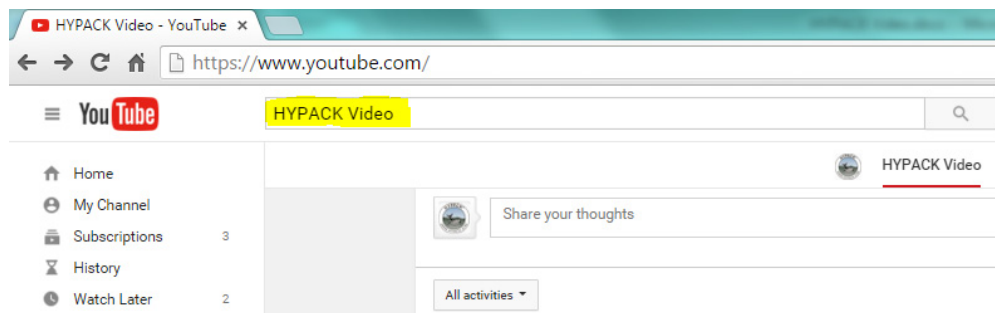 HYPACK Video - YouTube
https://www.youtube.com/
YouTube
HYPACK Video
HYPACK Video
Home
My Channel
Subscriptions 3
History
Watch Later 2
Share your thoughts
All activities